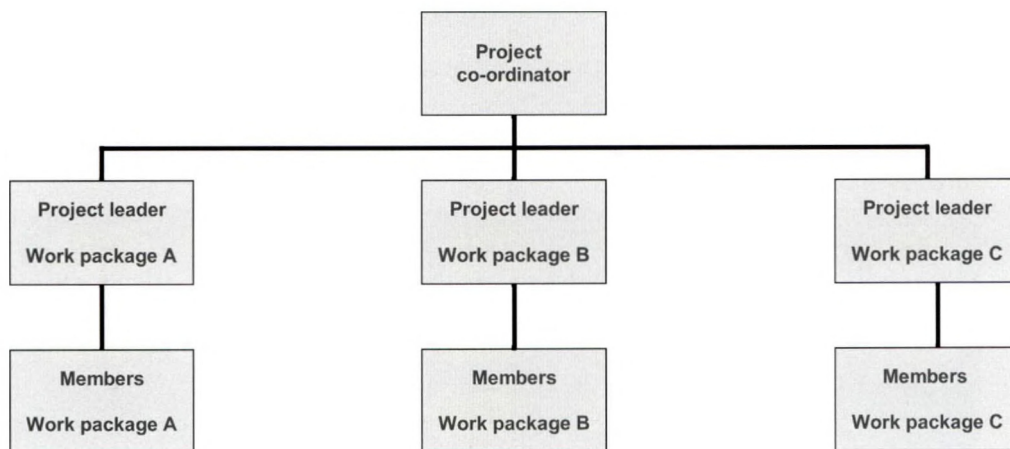 Project
co-ordinator
Project leader
Work package A
Project leader
Work package B
Project leader
Work package C
Members
Work package A
Members
Work package B
Members
Work package C